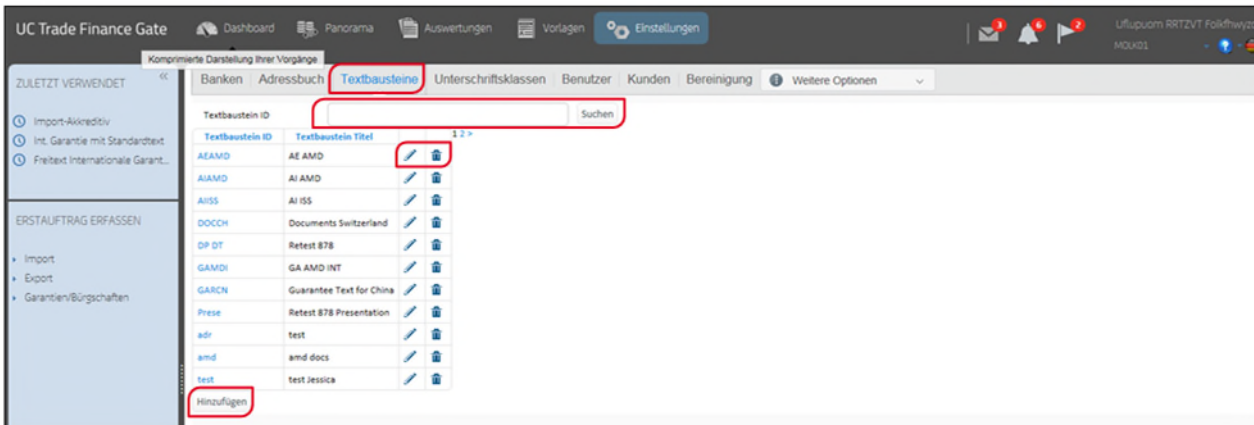 UC Trade Finance Gate Dashboard Panorama Auswertungen Vorlagen Einstellungen 3 6 2
MOLK01
Komprimierte Darstellung Ihrer Vorgänge
ZULETZT VERWENDET «
Banken Adressbuch Textbausteine Unterschriftsklassen Benutzer Kunden Bereinigung Weitere Optionen
Import-Akkreditiv
Int. Garantie mit Standardtext
Freitext Internationale Garant...
ERSTAUFTRAG ERFASSEN
Import
Export
Garantien/Bürgschaften
Textbaustein ID Suchen
Textbaustein ID Textbaustein Titel 1 2 >
AEAMD AE AMD
AIAMD AI AMD
AIISS AI ISS
DOCCH Documents Switzerland
DP DT Retest 878
GAMDI GA AMD INT
GARCN Guarantee Text for China
Prese Retest 878 Presentation
adr test
amd amd docs
test test Jessica
Hinzufügen